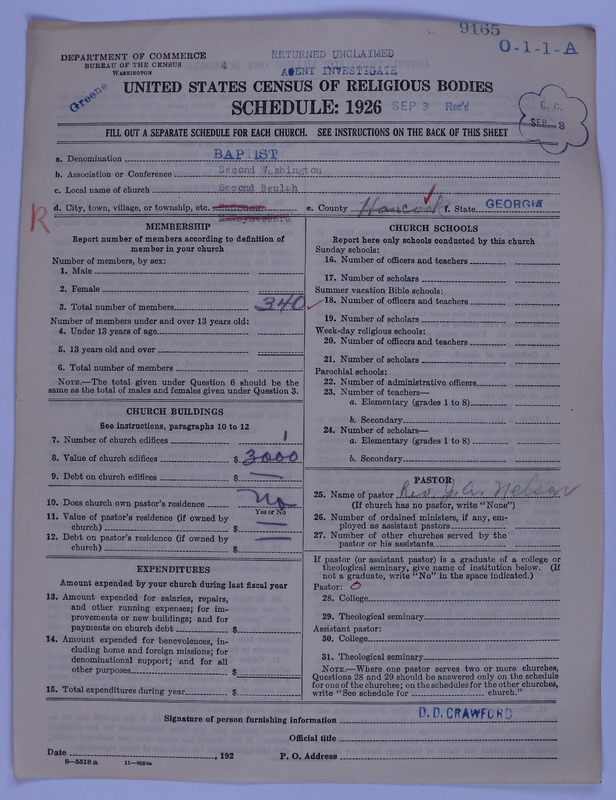 9165
O-1-1-A
DEPARTMENT OF COMMERCE
BUREAU OF THE CENSUS
WASHINGTON
4
RETURNED UNCLAIMED
AGENT INVESTIGATE
Greene
UNITED STATES CENSUS OF RELIGIOUS BODIES
SCHEDULE: 1926
SEP 3 Rec'd
C. C.
SEP 8
FILL OUT A SEPARATE SCHEDULE FOR EACH CHURCH. SEE INSTRUCTIONS ON THE BACK OF THIS SHEET
a. Denomination BAPTIST
b. Association or Conference Second Washington
c. Local name of church Second Beulah
R d. City, town, village, or township, etc. e. County Hancock f. State GEORGIA
MEMBERSHIP
Report number of members according to definition of
member in your church
Number of members, by sex:
1. Male
2. Female
3. Total number of members 340
Number of members under and over 13 years old:
4. Under 13 years of age
5. 13 years old and over
6. Total number of members
NOTE.—The total given under Question 6 should be the
same as the total of males and females given under Question 3.
CHURCH BUILDINGS
See instructions, paragraphs 10 to 12
7. Number of church edifices 1
8. Value of church edifices $ 3000
9. Debt on church edifices $ —
10. Does church own pastor's residence No
Yes or No
11. Value of pastor's residence (if owned by
church) $ —
12. Debt on pastor's residence (if owned by
church) $ —
EXPENDITURES
Amount expended by your church during last fiscal year
13. Amount expended for salaries, repairs,
and other running expenses; for im-
provements or new buildings; and for
payments on church debt $
14. Amount expended for benevolences, in-
cluding home and foreign missions; for
denominational support; and for all
other purposes $
15. Total expenditures during year $
CHURCH SCHOOLS
Report here only schools conducted by this church
Sunday schools:
16. Number of officers and teachers
17. Number of scholars
Summer vacation Bible schools:
18. Number of officers and teachers
19. Number of scholars
Week-day religious schools:
20. Number of officers and teachers
21. Number of scholars
Parochial schools:
22. Number of administrative officers
23. Number of teachers—
a. Elementary (grades 1 to 8)
b. Secondary
24. Number of scholars—
a. Elementary (grades 1 to 8)
b. Secondary
PASTOR
25. Name of pastor Rev. J. A. Nelson
(If church has no pastor, write "None")
26. Number of ordained ministers, if any, em-
ployed as assistant pastors
27. Number of other churches served by the
pastor or his assistants
If pastor (or assistant pastor) is a graduate of a college or
theological seminary, give name of institution below. (If
not a graduate, write "No" in the space indicated.)
Pastor: O
28. College
29. Theological seminary
Assistant pastor:
30. College
31. Theological seminary
NOTE.—Where one pastor serves two or more churches,
Questions 28 and 29 should be answered only on the schedule
for one of the churches; on the schedules for the other churches,
write "See schedule for church."
Signature of person furnishing information D. D. CRAWFORD
Official title
Date , 192 P. O. Address
8-5518 a 11-9054a